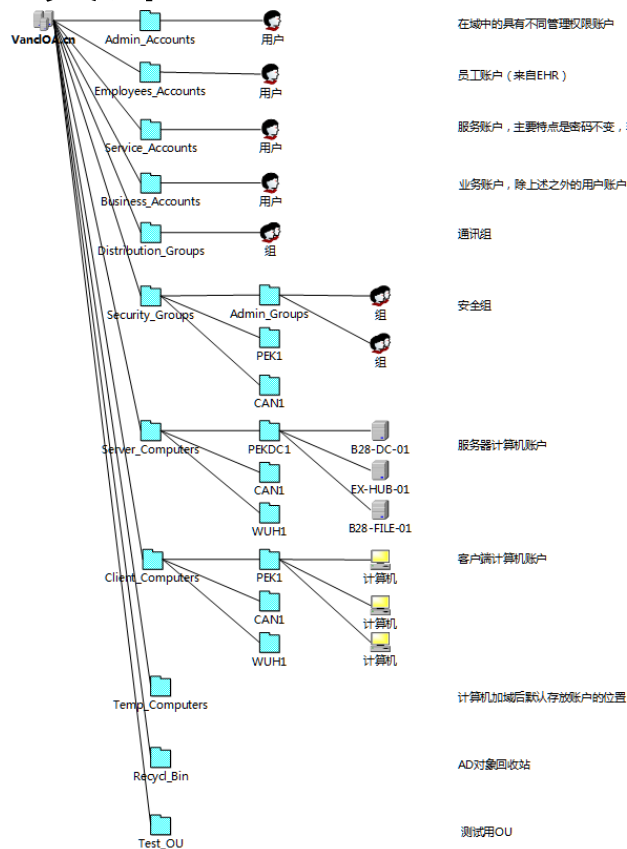 VandOA.cn
Admin_Accounts
用户
在域中的具有不同管理权限账户
Employees_Accounts
用户
员工账户（来自EHR）
Service_Accounts
用户
服务账户，主要特点是密码不变，
Business_Accounts
用户
业务账户，除上述之外的用户账户
Distribution_Groups
组
通讯组
Security_Groups
Admin_Groups
组
安全组
PEK1
组
CAN1
Server_Computers
PEKDC1
B28-DC-01
服务器计算机账户
CAN1
EX-HUB-01
WUH1
B28-FILE-01
Client_Computers
PEK1
计算机
客户端计算机账户
CAN1
计算机
WUH1
计算机
Temp_Computers
计算机加域后默认存放账户的位置
Recycl_Bin
AD对象回收站
Test_OU
测试用OU